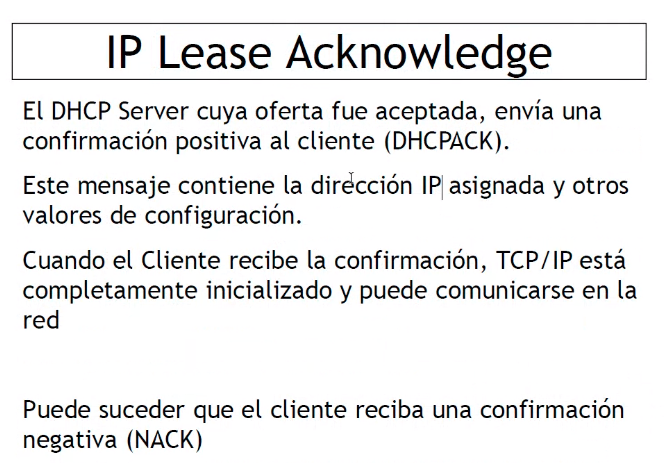 IP Lease Acknowledge
El DHCP Server cuya oferta fue aceptada, envía una
confirmación positiva al cliente (DHCPACK).
Este mensaje contiene la dirección IP asignada y otros
valores de configuración.
Cuando el Cliente recibe la confirmación, TCP/IP está
completamente inicializado y puede comunicarse en la
red
Puede suceder que el cliente reciba una confirmación
negativa (NACK)